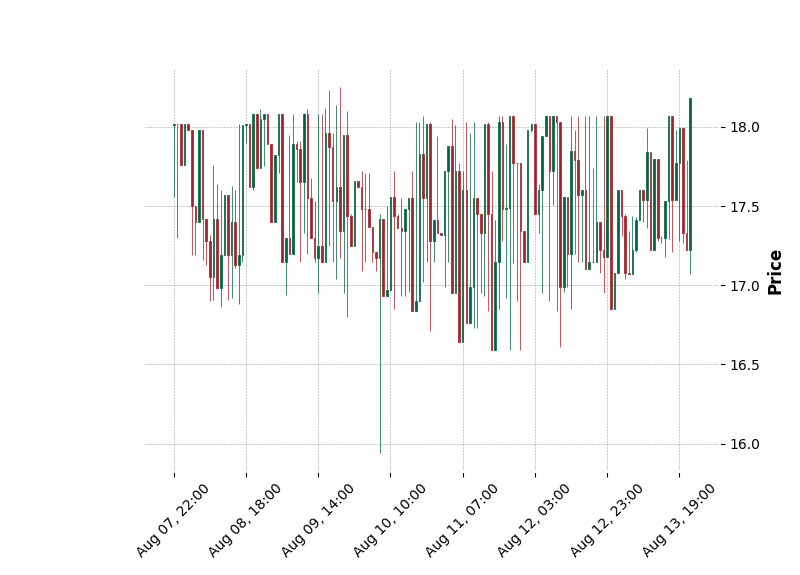 18.0
17.5
17.0
16.5
16.0
Price
Aug 07, 22:00
Aug 08, 18:00
Aug 09, 14:00
Aug 10, 10:00
Aug 11, 07:00
Aug 12, 03:00
Aug 12, 23:00
Aug 13, 19:00